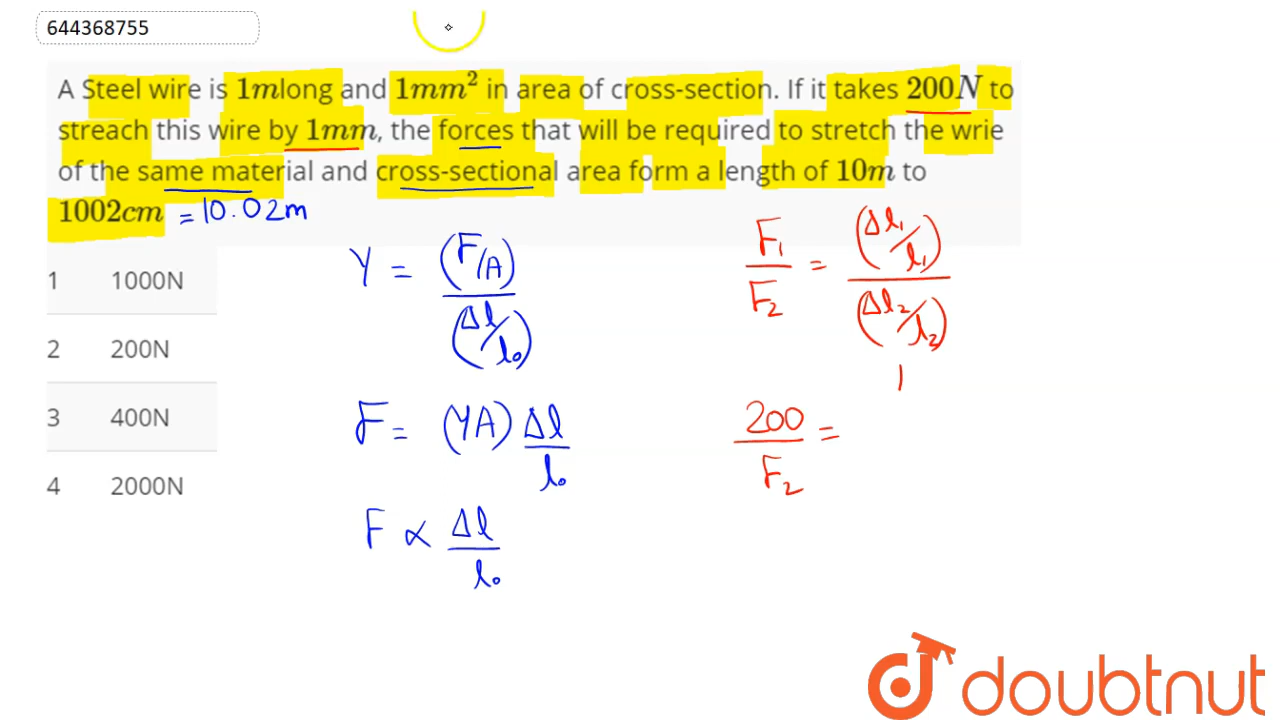 644368755
A Steel wire is 1mlong and 1mm² in area of cross-section. If it takes 200N to
streach this wire by 1mm, the forces that will be required to stretch the wrie
of the same material and cross-sectional area form a length of 10m to
1002cm = 10.02m
1 1000N
2 200N
3 400N
4 2000N
Y = (F/A) / (Δl/l₀)
F = (YA) Δl/l₀
F ∝ Δl/l₀
F₁/F₂ = (Δl₁/l₁) / (Δl₂/l₂)
1
200/F₂ =
doubtnut